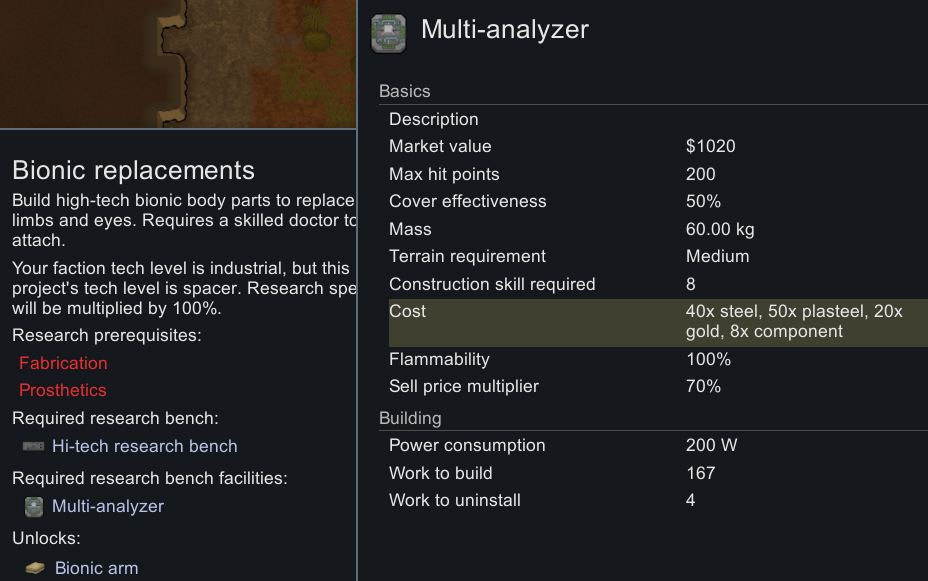 Bionic replacements
Build high-tech bionic body parts to replace
limbs and eyes. Requires a skilled doctor to
attach.
Your faction tech level is industrial, but this
project's tech level is spacer. Research spe
will be multiplied by 100%.
Research prerequisites:
Fabrication
Prosthetics
Required research bench:
Hi-tech research bench
Required research bench facilities:
Multi-analyzer
Unlocks:
Bionic arm
Multi-analyzer
Basics
Description
Market value $1020
Max hit points 200
Cover effectiveness 50%
Mass 60.00 kg
Terrain requirement Medium
Construction skill required 8
Cost 40x steel, 50x plasteel, 20x
gold, 8x component
Flammability 100%
Sell price multiplier 70%
Building
Power consumption 200 W
Work to build 167
Work to uninstall 4